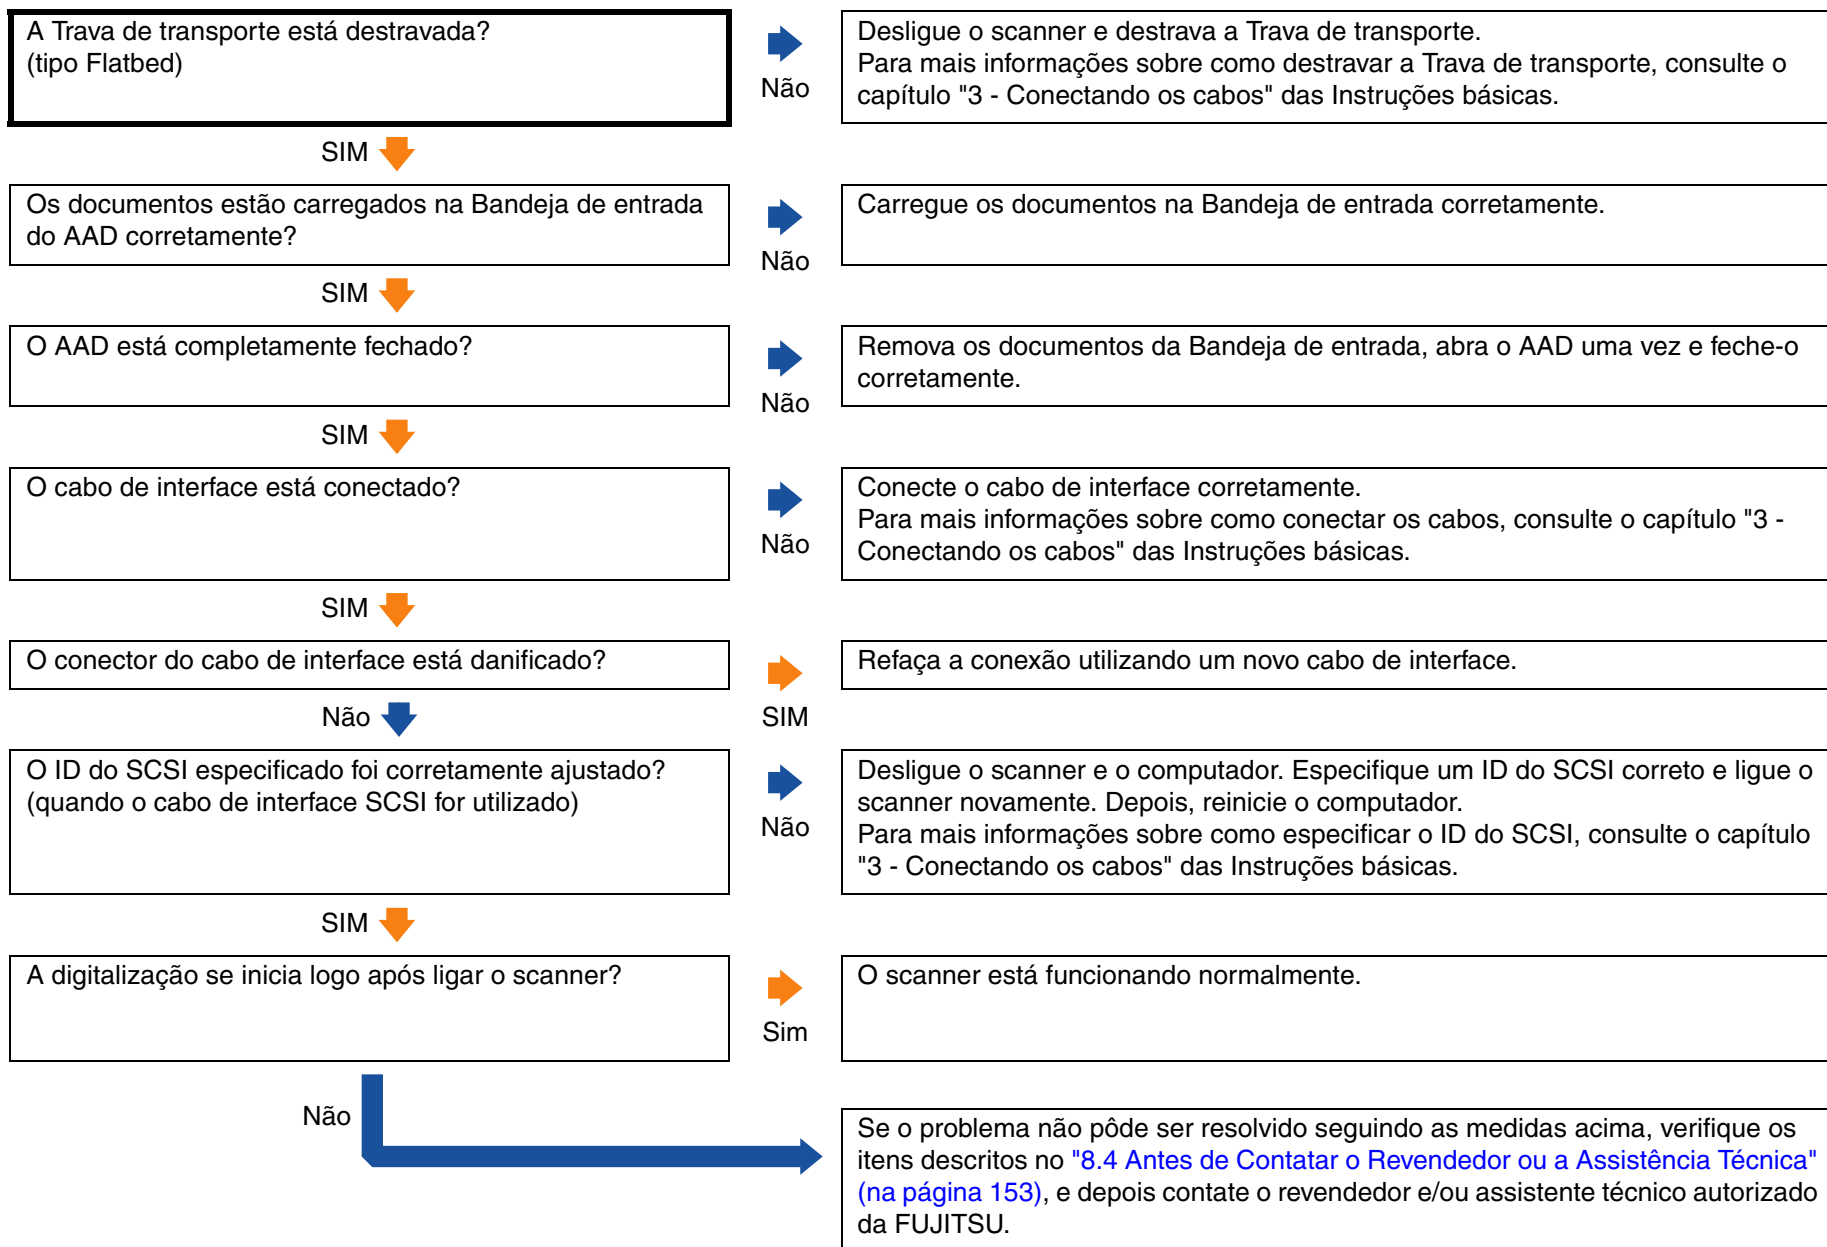 A Trava de transporte está destravada?
(tipo Flatbed)
Não
Desligue o scanner e destrava a Trava de transporte.
Para mais informações sobre como destravar a Trava de transporte, consulte o
capítulo "3 - Conectando os cabos" das Instruções básicas.
SIM
Os documentos estão carregados na Bandeja de entrada
do AAD corretamente?
Não
Carregue os documentos na Bandeja de entrada corretamente.
SIM
O AAD está completamente fechado?
Não
Remova os documentos da Bandeja de entrada, abra o AAD uma vez e feche-o
corretamente.
SIM
O cabo de interface está conectado?
Não
Conecte o cabo de interface corretamente.
Para mais informações sobre como conectar os cabos, consulte o capítulo "3 -
Conectando os cabos" das Instruções básicas.
SIM
O conector do cabo de interface está danificado?
SIM
Refaça a conexão utilizando um novo cabo de interface.
Não
O ID do SCSI especificado foi corretamente ajustado?
(quando o cabo de interface SCSI for utilizado)
Não
Desligue o scanner e o computador. Especifique um ID do SCSI correto e ligue o
scanner novamente. Depois, reinicie o computador.
Para mais informações sobre como especificar o ID do SCSI, consulte o capítulo
"3 - Conectando os cabos" das Instruções básicas.
SIM
A digitalização se inicia logo após ligar o scanner?
Sim
O scanner está funcionando normalmente.
Não
Se o problema não pôde ser resolvido seguindo as medidas acima, verifique os
itens descritos no "8.4 Antes de Contatar o Revendedor ou a Assistência Técnica"
(na página 153), e depois contate o revendedor e/ou assistente técnico autorizado
da FUJITSU.